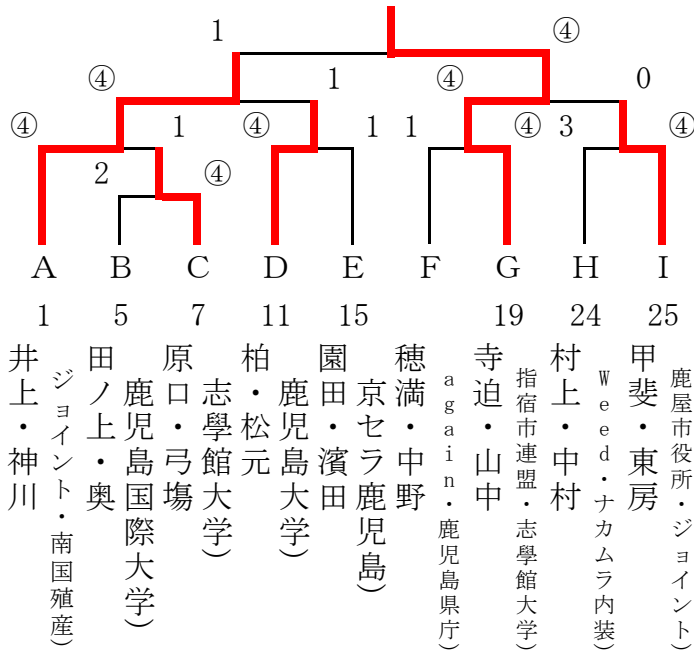 1 ④
④ 1 ④ 0
④ 1 ④ 1 1 ④ 3 ④
2 ④
A B C D E F G H I
1 5 7 11 15 19 24 25
井上・神川
ジョイント・南国殖産)
田ノ上・奥
鹿児島国際大学)
原口・弓塲
志學館大学)
柏・松元
鹿児島大学)
園田・濱田
京セラ鹿児島)
穂満・中野
again・鹿児島県庁)
寺迫・山中
指宿市連盟・志學館大学)
村上・中村
Weed・ナカムラ内装)
甲斐・東房
鹿屋市役所・ジョイント)